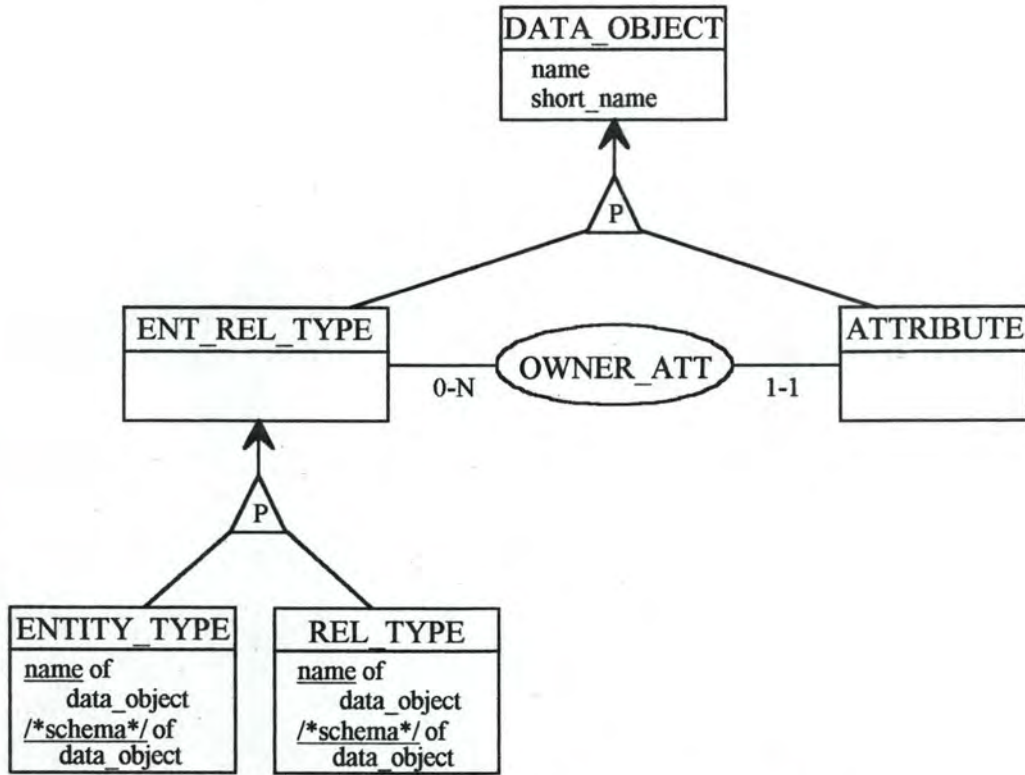 DATA_OBJECT
name
short_name
P
ENT_REL_TYPE
OWNER_ATT
ATTRIBUTE
0-N
1-1
P
ENTITY_TYPE
name of
data_object
/*schema*/ of
data_object
REL_TYPE
name of
data_object
/*schema*/ of
data_object